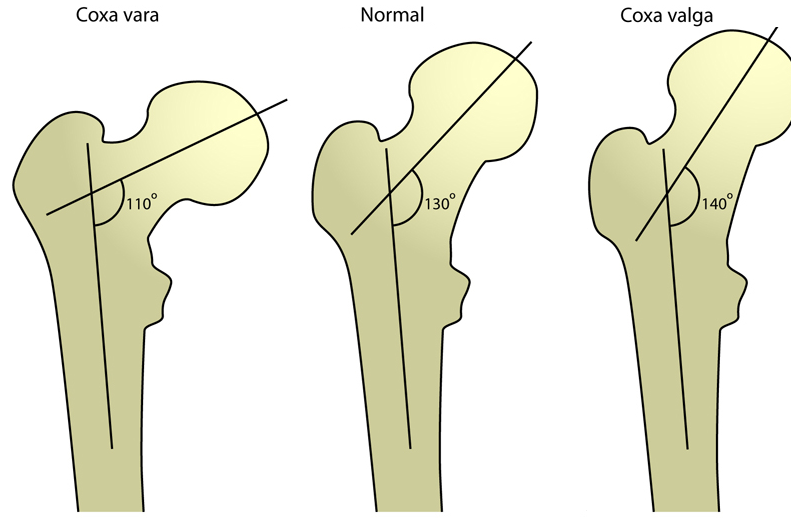 Coxa vara
Normal
Coxa valga
110°
130°
140°